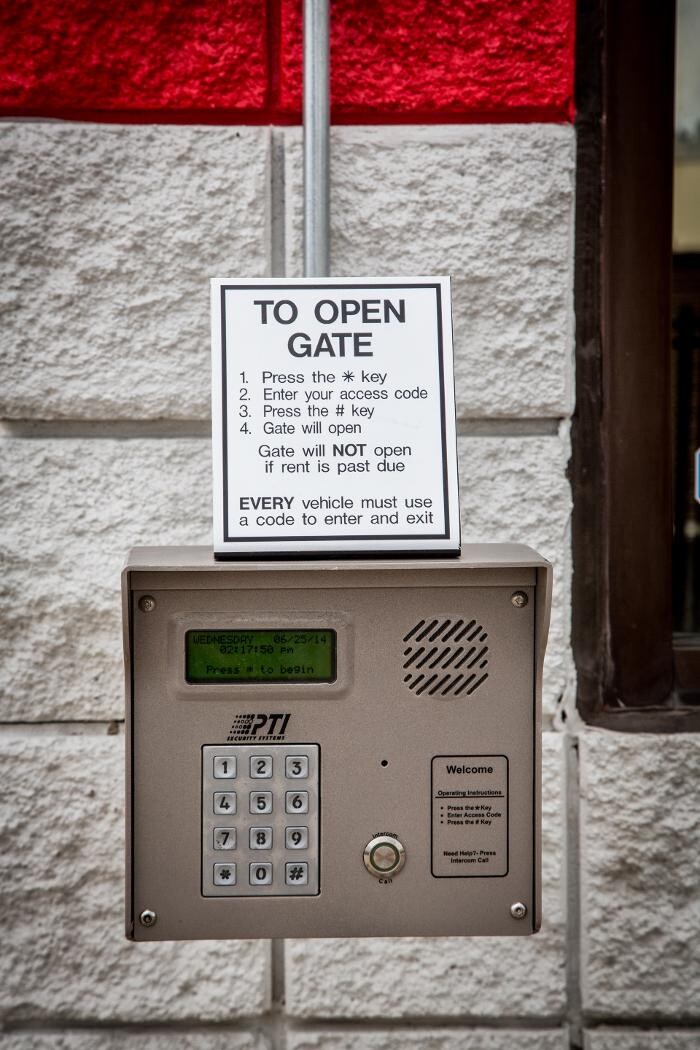 TO OPEN
GATE
1. Press the * key
2. Enter your access code
3. Press the # key
4. Gate will open
Gate will NOT open
if rent is past due
EVERY vehicle must use
a code to enter and exit
WEDNESDAY 06/25/14
02:17:50 pm
Press * to begin
PTI
SECURITY SYSTEMS
1 2 3
4 5 6
7 8 9
* 0 #
Intercom
Call
Welcome
Operating Instructions
• Press the * Key
• Enter Access Code
• Press the # Key
Need Help?- Press
Intercom Call